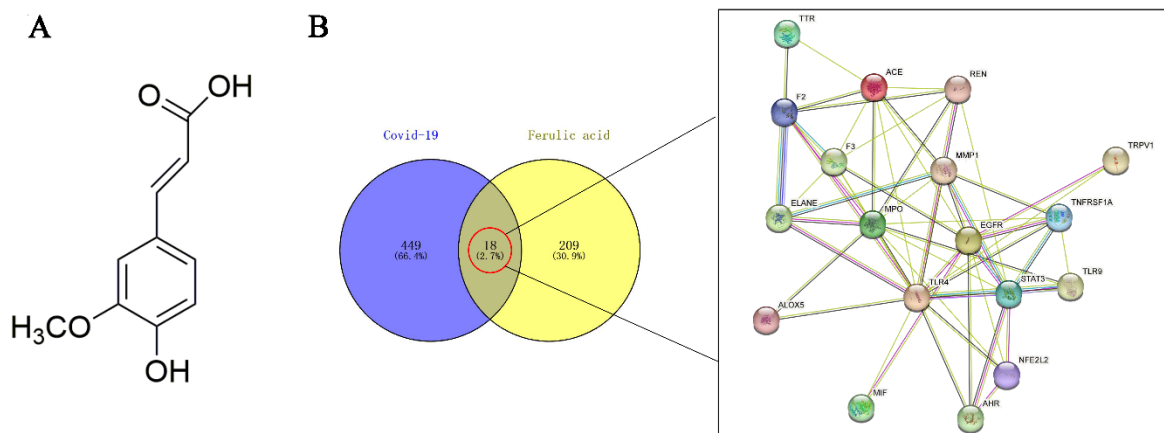 A
B
O
OH
H₃CO
OH
Covid-19
Ferulic acid
449
(66.4%)
18
(2.7%)
209
(30.9%)
TTR
ACE
REN
F2
F3
MMP1
TRPV1
ELANE
MPO
EGFR
TNFRSF1A
TLR4
STAT3
TLR9
ALOX5
NFE2L2
MIF
AHR